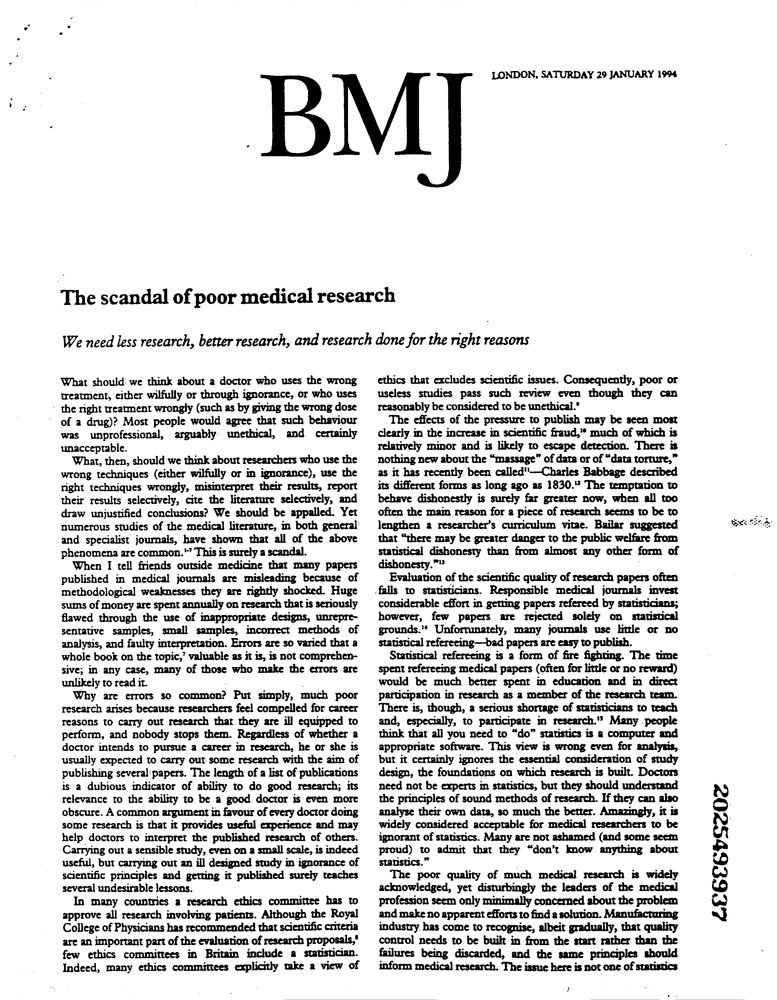 LONDON, SATURDAY 29 JANUARY 1994
BMJ
The scandal of poor medical research
We need less research, better research, and research done for the right reasons
What should we think about a doctor who uses the wrong
treatment, either wilfully or through ignorance, or who uses
the right treatment wrongly (such as by giving the wrong dose
of a drug)? Most people would agree that such behaviour
was unprofessional, arguably unethical, and certainly
unacceptable.
What, then, should we think about researchers who use the
wrong techniques (either wilfully or in ignorance), use the
right techniques wrongly, misinterpret their results, report
their results selectively, cite the literature selectively, and
draw unjustified conclusions? We should be appalled. Yet
numerous studies of the medical literature, in both general
and specialist journals, have shown that all of the above
phenomena are common.¹⁻⁷ This is surely a scandal.
When I tell friends outside medicine that many papers
published in medical journals are misleading because of
methodological weaknesses they are rightly shocked. Huge
sums of money are spent annually on research that is seriously
flawed through the use of inappropriate designs, unrepre-
sentative samples, small samples, incorrect methods of
analysis, and faulty interpretation. Errors are so varied that a
whole book on the topic,⁷ valuable as it is, is not comprehen-
sive; in any case, many of those who make the errors are
unlikely to read it.
Why are errors so common? Put simply, much poor
research arises because researchers feel compelled for career
reasons to carry out research that they are ill equipped to
perform, and nobody stops them. Regardless of whether a
doctor intends to pursue a career in research, he or she is
usually expected to carry out some research with the aim of
publishing several papers. The length of a list of publications
is a dubious indicator of ability to do good research; its
relevance to the ability to be a good doctor is even more
obscure. A common argument in favour of every doctor doing
some research is that it provides useful experience and may
help doctors to interpret the published research of others.
Carrying out a sensible study, even on a small scale, is indeed
useful, but carrying out an ill designed study in ignorance of
scientific principles and getting it published surely teaches
several undesirable lessons.
In many countries a research ethics committee has to
approve all research involving patients. Although the Royal
College of Physicians has recommended that scientific criteria
are an important part of the evaluation of research proposals,⁸
few ethics committees in Britain include a statistician.
Indeed, many ethics committees explicitly take a view of
ethics that excludes scientific issues. Consequently, poor or
useless studies pass such review even though they can
reasonably be considered to be unethical.⁹
The effects of the pressure to publish may be seen most
clearly in the increase in scientific fraud,¹⁰ much of which is
relatively minor and is likely to escape detection. There is
nothing new about the "massage" of data or of "data torture,"
as it has recently been called¹¹—Charles Babbage described
its different forms as long ago as 1830.¹² The temptation to
behave dishonestly is surely far greater now, when all too
often the main reason for a piece of research seems to be to
lengthen a researcher's curriculum vitae. Bailar suggested
that "there may be greater danger to the public welfare from
statistical dishonesty than from almost any other form of
dishonesty."¹³
Evaluation of the scientific quality of research papers often
falls to statisticians. Responsible medical journals invest
considerable effort in getting papers refereed by statisticians;
however, few papers are rejected solely on statistical
grounds.¹⁴ Unfortunately, many journals use little or no
statistical refereeing—bad papers are easy to publish.
Statistical refereeing is a form of fire fighting. The time
spent refereeing medical papers (often for little or no reward)
would be much better spent in education and in direct
participation in research as a member of the research team.
There is, though, a serious shortage of statisticians to teach
and, especially, to participate in research.¹⁵ Many people
think that all you need to "do" statistics is a computer and
appropriate software. This view is wrong even for analysis,
but it certainly ignores the essential consideration of study
design, the foundations on which research is built. Doctors
need not be experts in statistics, but they should understand
the principles of sound methods of research. If they can also
analyse their own data, so much the better. Amazingly, it is
widely considered acceptable for medical researchers to be
ignorant of statistics. Many are not ashamed (and some seem
proud) to admit that they "don't know anything about
statistics."
The poor quality of much medical research is widely
acknowledged, yet disturbingly the leaders of the medical
profession seem only minimally concerned about the problem
and make no apparent efforts to find a solution. Manufacturing
industry has come to recognise, albeit gradually, that quality
control needs to be built in from the start rather than the
failures being discarded, and the same principles should
inform medical research. The issue here is not one of statistics
2025493937